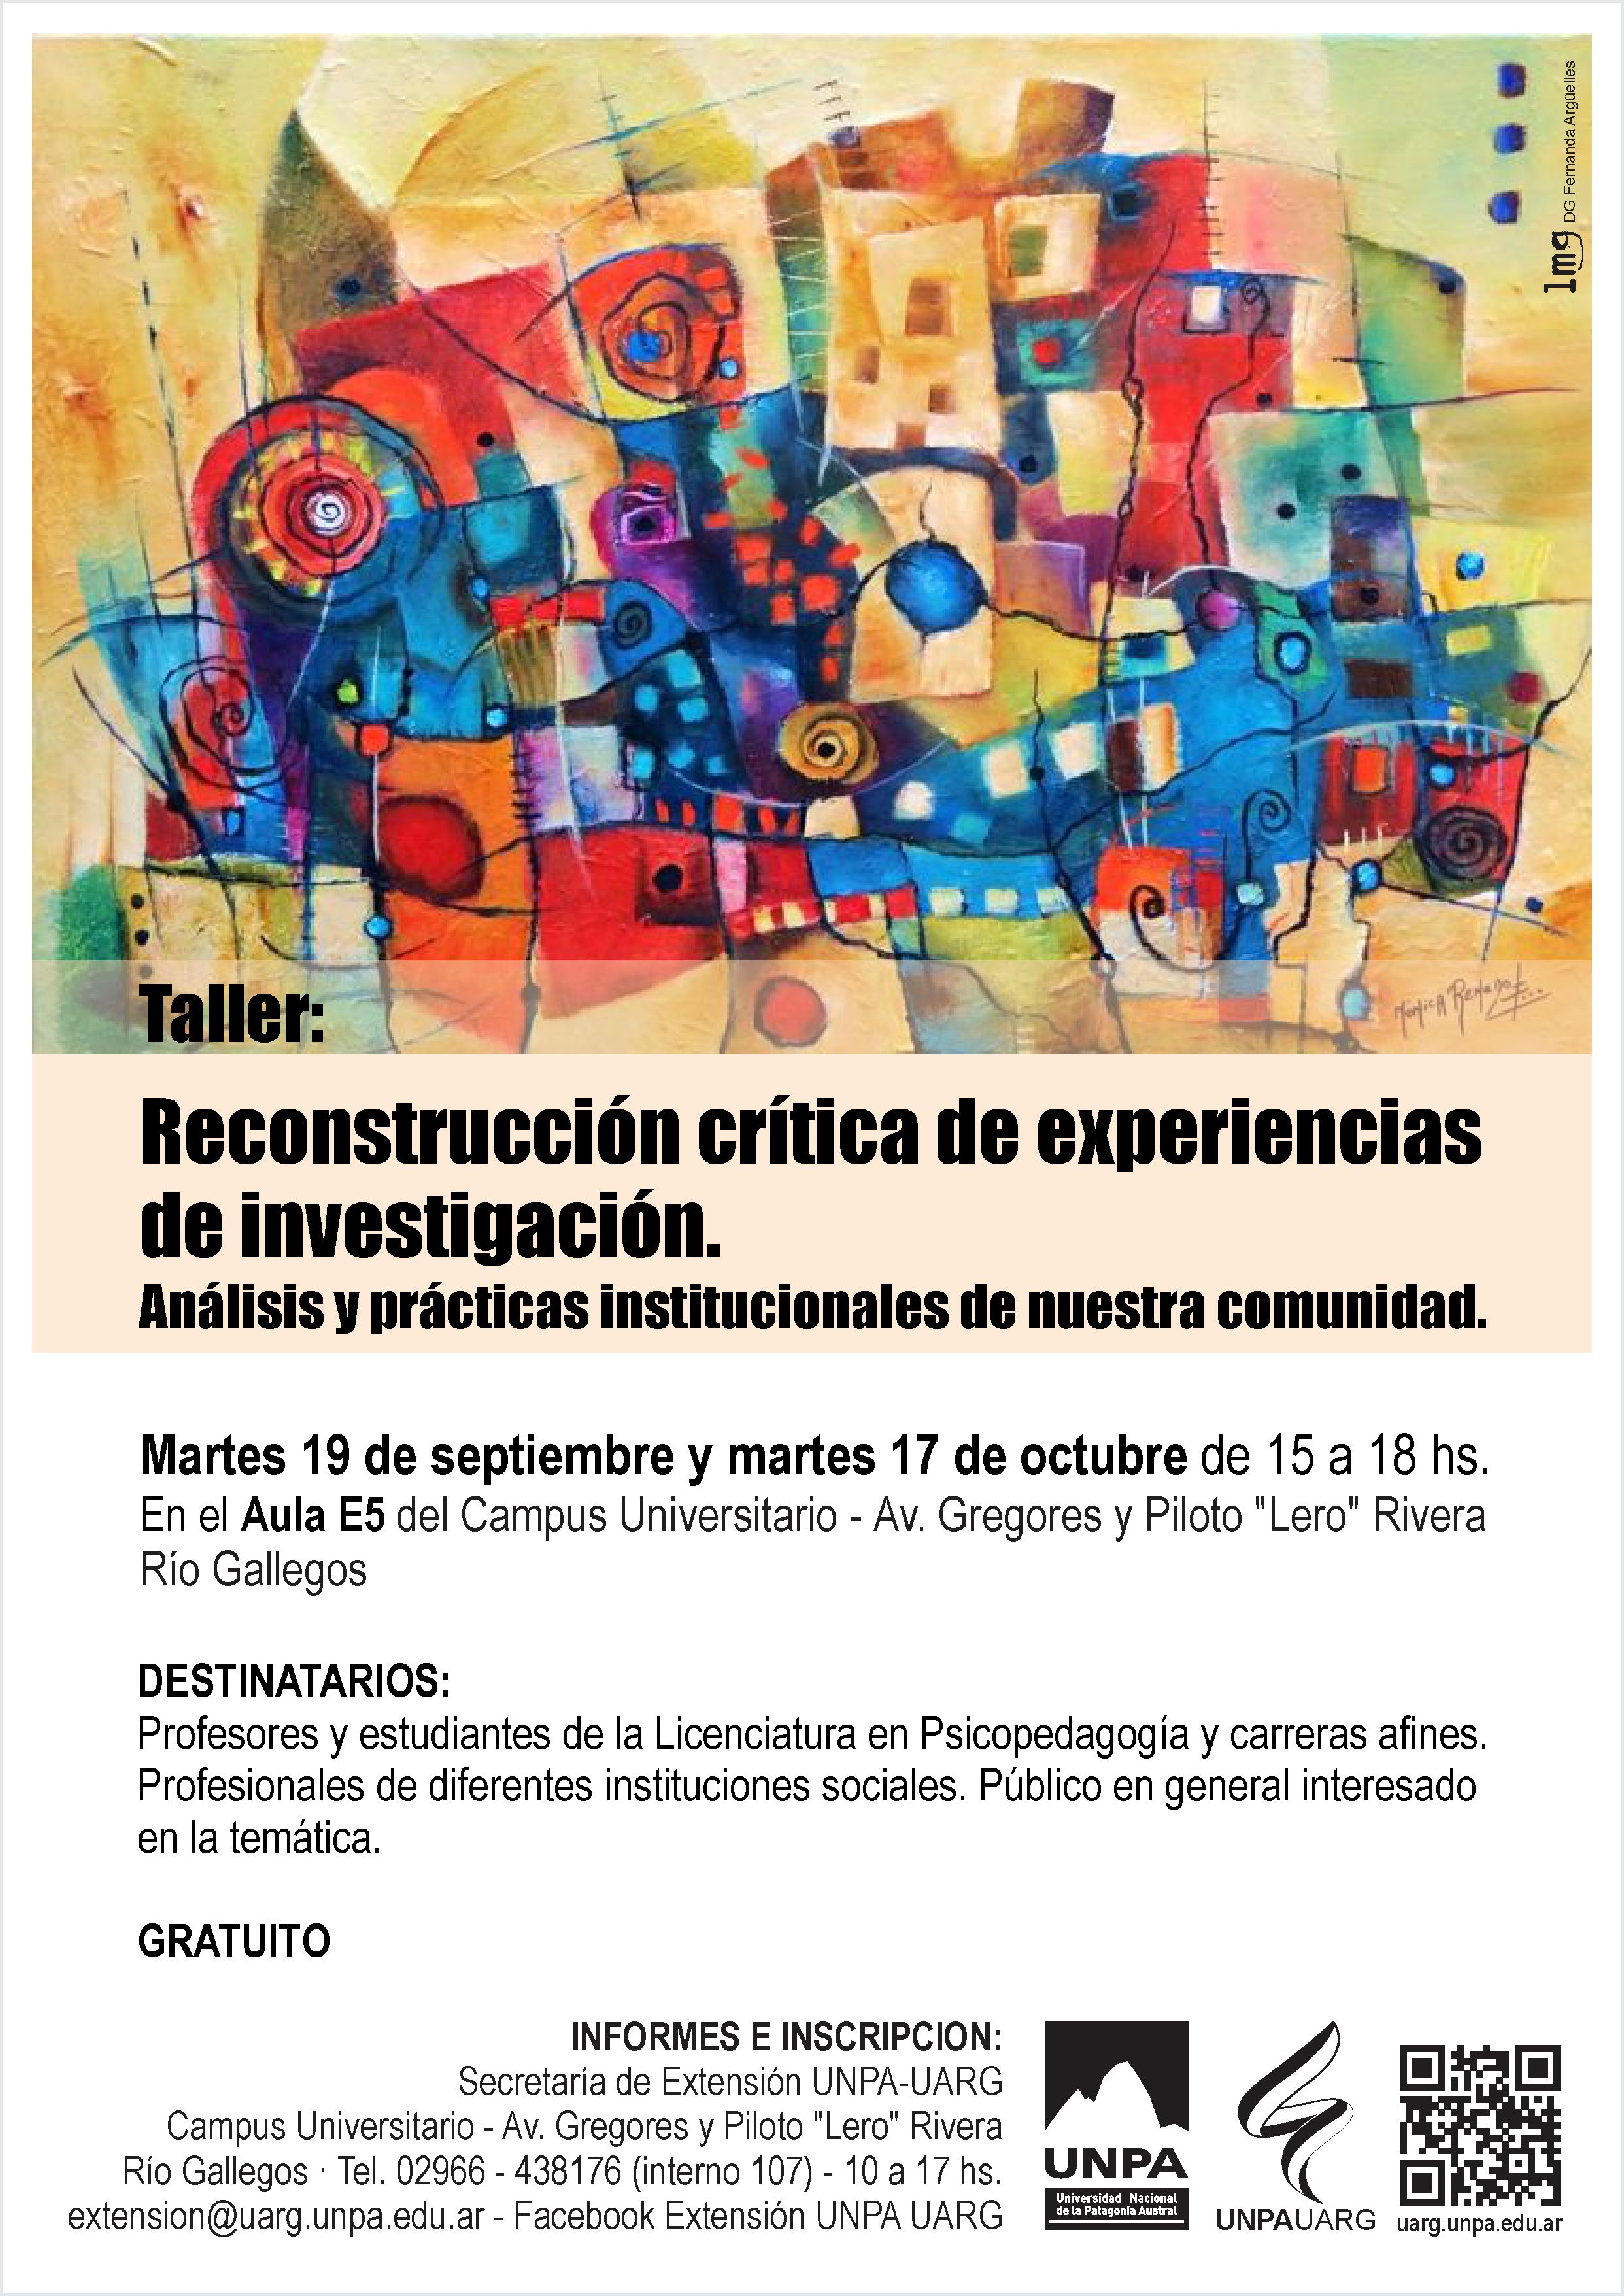 DG Fernanda Argüelles
1mg
Monica Remedo
Taller:
Reconstrucción crítica de experiencias
de investigación.
Análisis y prácticas institucionales de nuestra comunidad.
Martes 19 de septiembre y martes 17 de octubre de 15 a 18 hs.
En el Aula E5 del Campus Universitario - Av. Gregores y Piloto "Lero" Rivera
Río Gallegos
DESTINATARIOS:
Profesores y estudiantes de la Licenciatura en Psicopedagogía y carreras afines.
Profesionales de diferentes instituciones sociales. Público en general interesado
en la temática.
GRATUITO
INFORMES E INSCRIPCION:
Secretaría de Extensión UNPA-UARG
Campus Universitario - Av. Gregores y Piloto "Lero" Rivera
Río Gallegos · Tel. 02966 - 438176 (interno 107) - 10 a 17 hs.
extension@uarg.unpa.edu.ar - Facebook Extensión UNPA UARG
UNPA
Universidad Nacional
de la Patagonia Austral
UNPAUARG
uarg.unpa.edu.ar